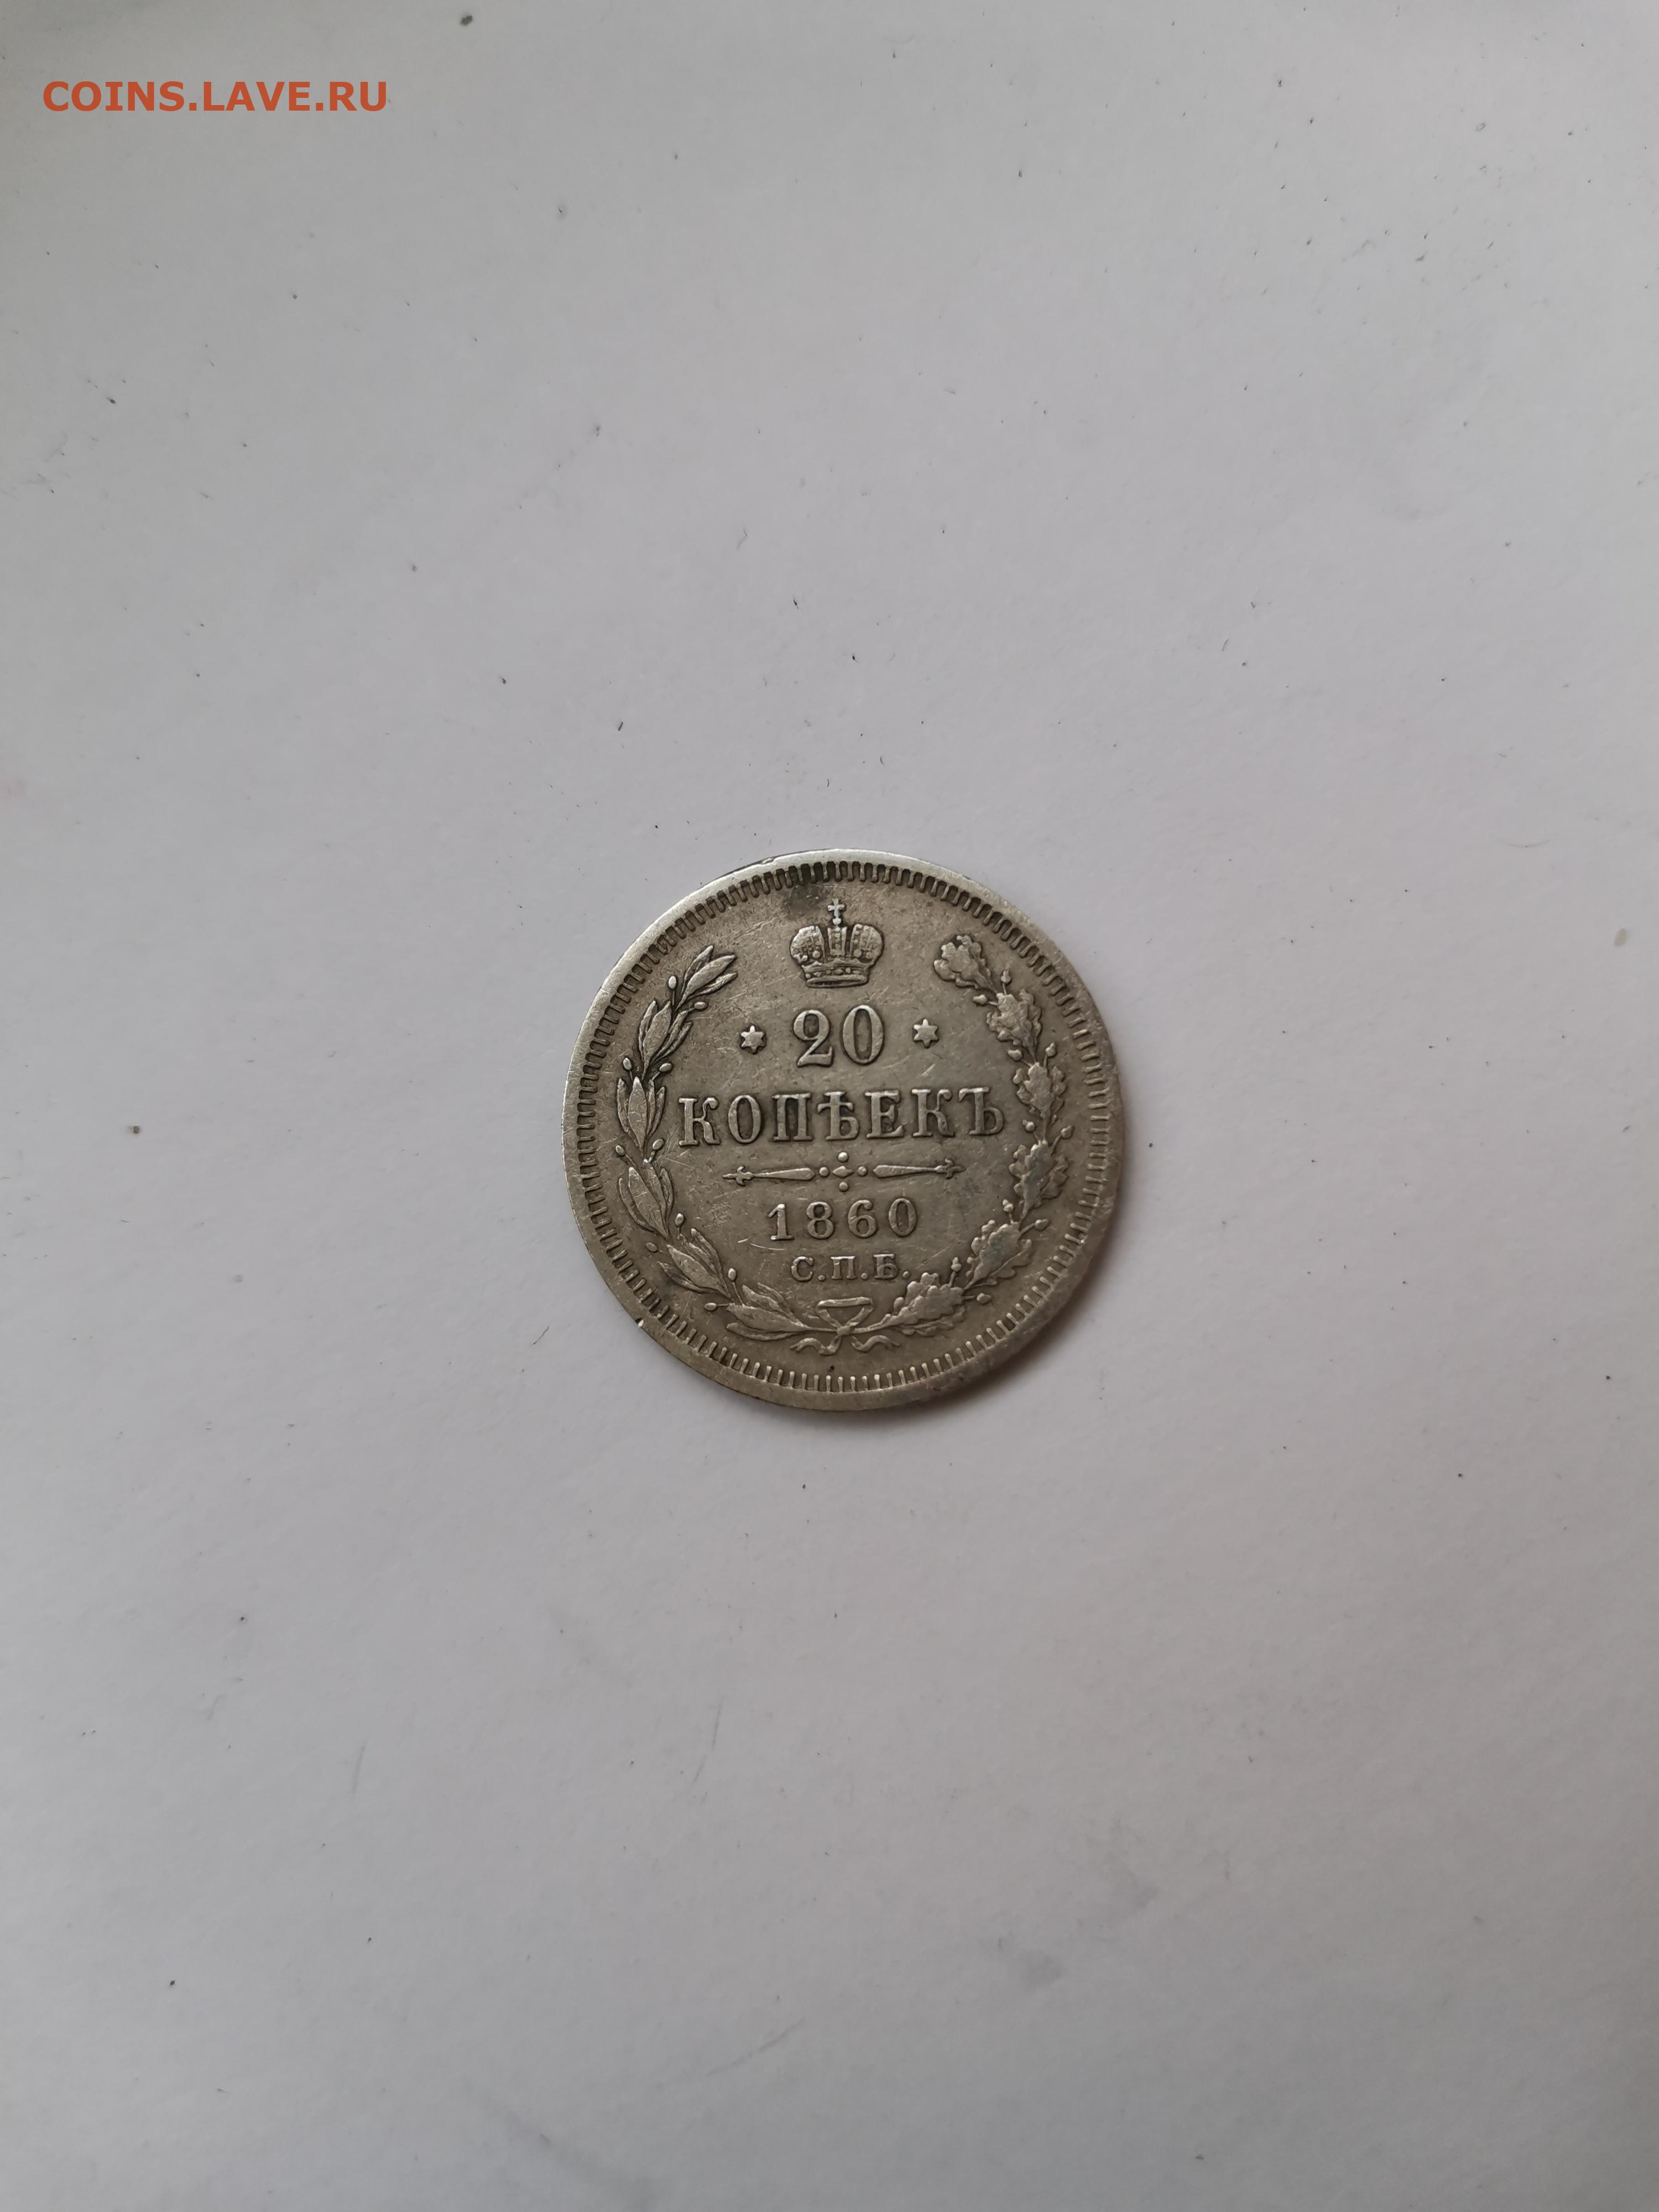 COINS.LAVE.RU
* 20 *
КОПѢЕКЪ
1860
С.П.Б.